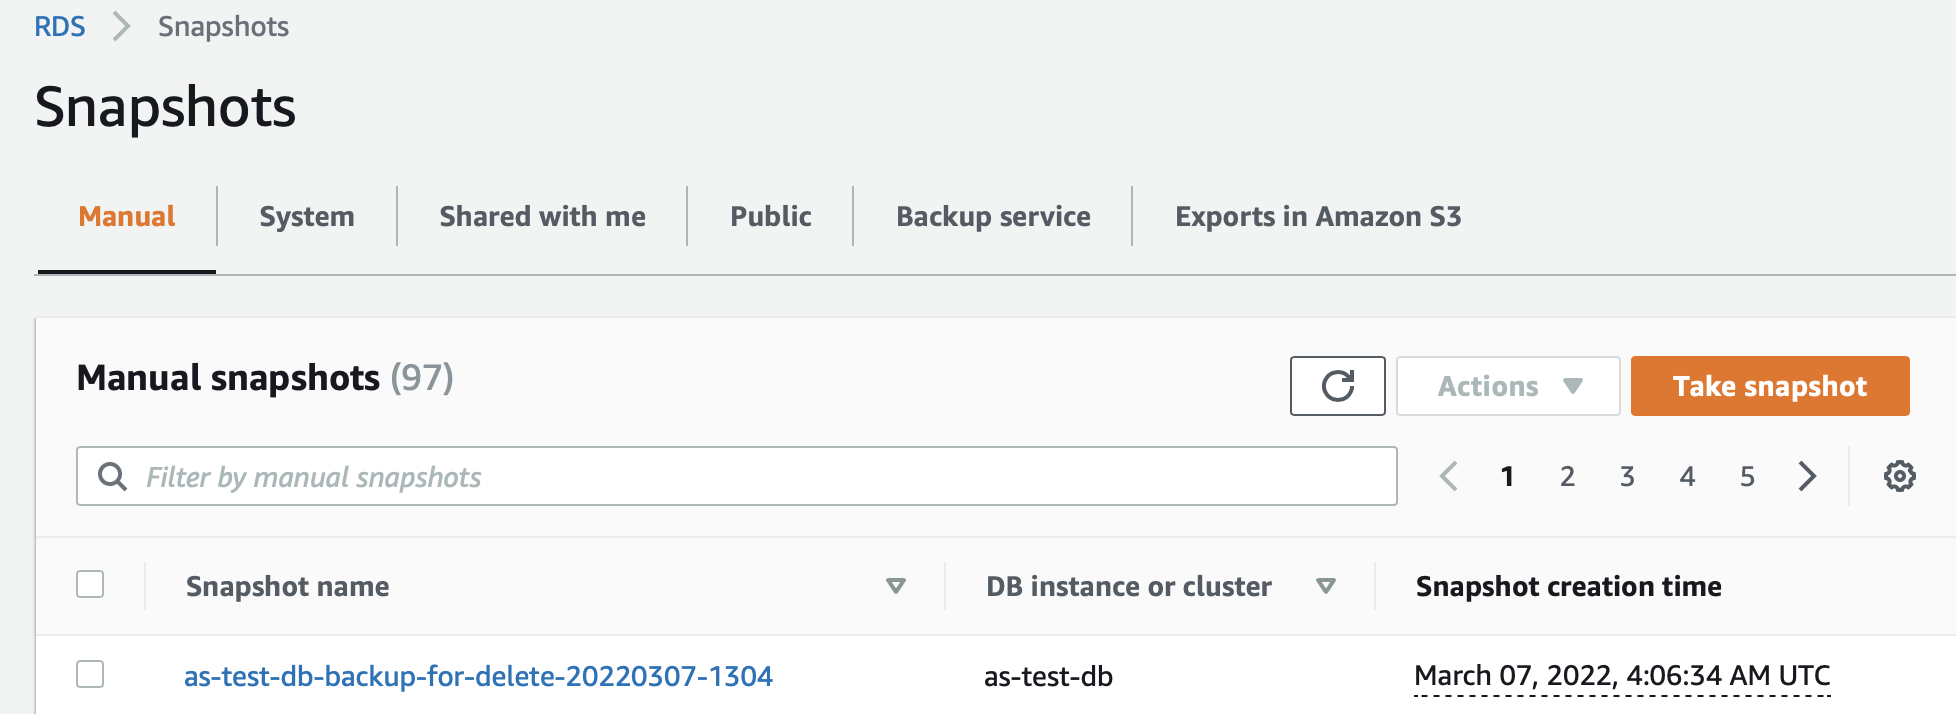 RDS Snapshots
Snapshots
Manual System Shared with me Public Backup service Exports in Amazon S3
Manual snapshots (97)
Actions Take snapshot
Filter by manual snapshots 1 2 3 4 5
Snapshot name DB instance or cluster Snapshot creation time
as-test-db-backup-for-delete-20220307-1304 as-test-db March 07, 2022, 4:06:34 AM UTC